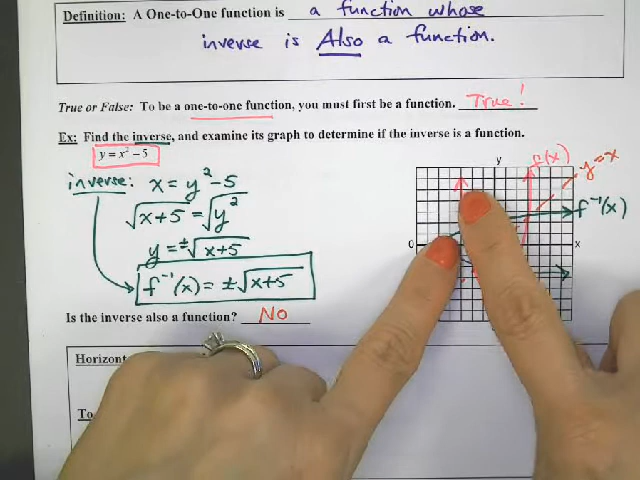 Definition: A One-to-One function is a function whose
inverse is Also a function.
True or False: To be a one-to-one function, you must first be a function. True!
Ex: Find the inverse, and examine its graph to determine if the inverse is a function.
y = x² - 5
inverse: x = y² - 5
√x+5 = √y²
y = ±√x+5
f⁻¹(x) = ±√x+5
y
f(x)
y=x
f⁻¹(x)
0
x
Is the inverse also a function? No
Horizont
To